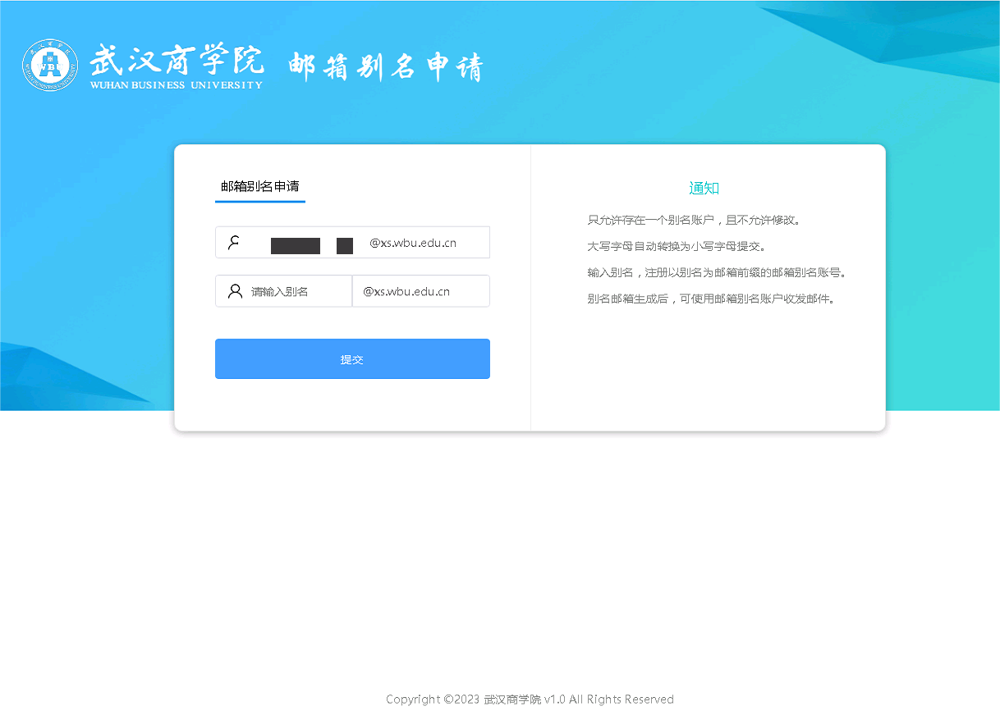 武汉商学院 邮箱别名申请
WUHAN BUSINESS UNIVERSITY
WBU
邮箱别名申请
@xs.wbu.edu.cn
请输入别名 @xs.wbu.edu.cn
提交
通知
只允许存在一个别名账户，且不允许修改。
大写字母自动转换为小写字母提交。
输入别名，注册以别名为邮箱前缀的邮箱别名账号。
别名邮箱生成后，可使用邮箱别名账户收发邮件。
Copyright ©2023 武汉商学院 v1.0 All Rights Reserved